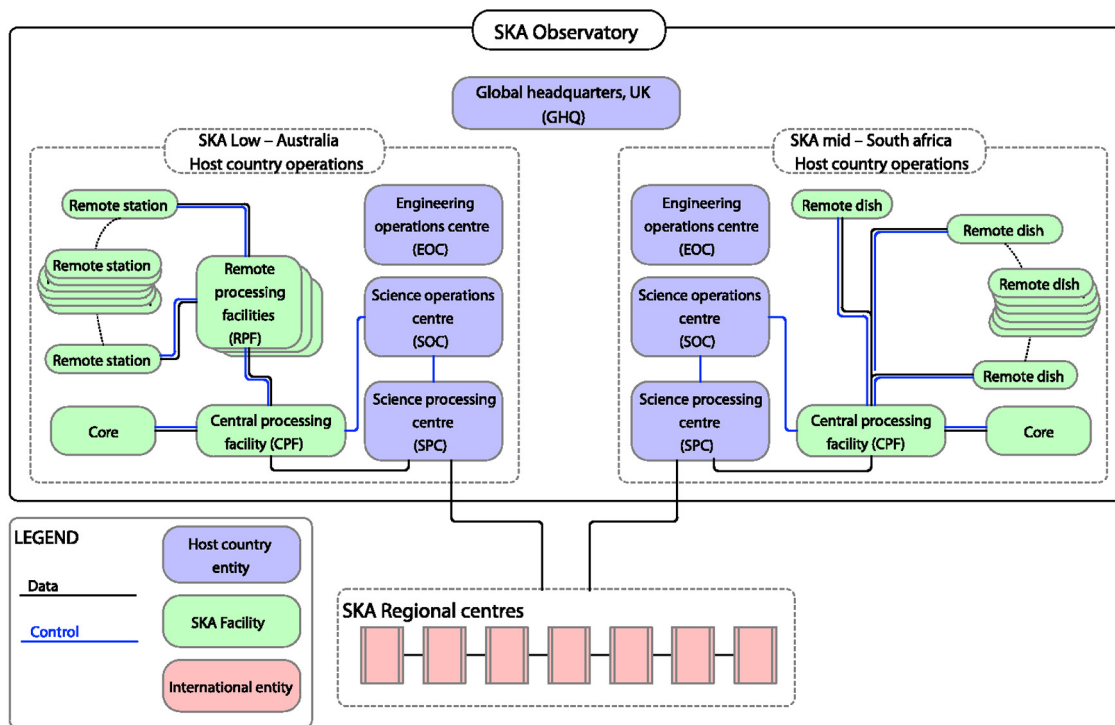 SKA Observatory
Global headquarters, UK
(GHQ)
SKA Low – Australia
Host country operations
Remote station
Remote station
Remote station
Remote
processing
facilities
(RPF)
Core
Central processing
facility (CPF)
Engineering
operations centre
(EOC)
Science operations
centre
(SOC)
Science processing
centre
(SPC)
SKA mid – South africa
Host country operations
Engineering
operations centre
(EOC)
Science operations
centre
(SOC)
Science processing
centre
(SPC)
Remote dish
Remote dish
Remote dish
Remote dish
Central processing
facility (CPF)
Core
LEGEND
Data
Control
Host country
entity
SKA Facility
International entity
SKA Regional centres